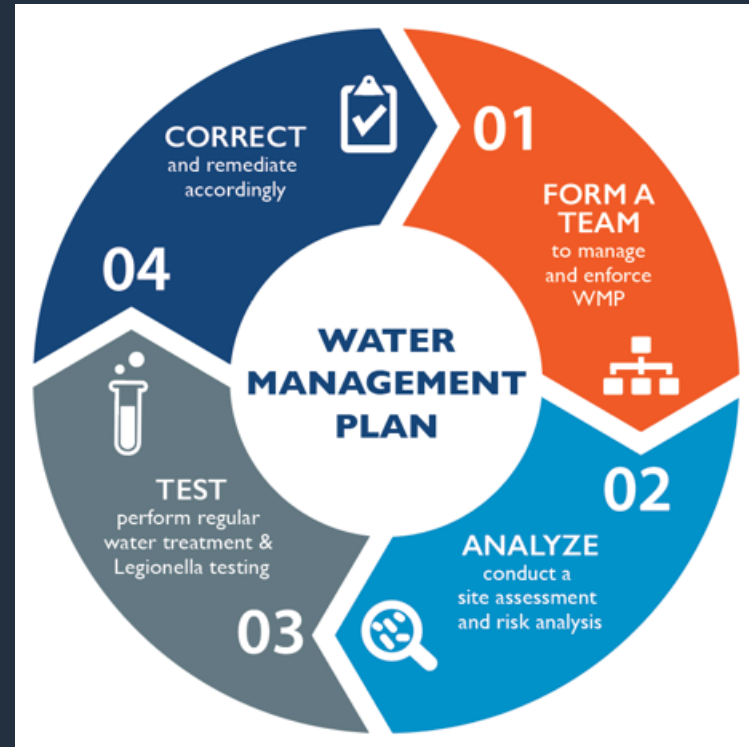 WATER
MANAGEMENT
PLAN
01
FORM A
TEAM
to manage
and enforce
WMP
02
ANALYZE
conduct a
site assessment
and risk analysis
03
TEST
perform regular
water treatment &
Legionella testing
04
CORRECT
and remediate
accordingly